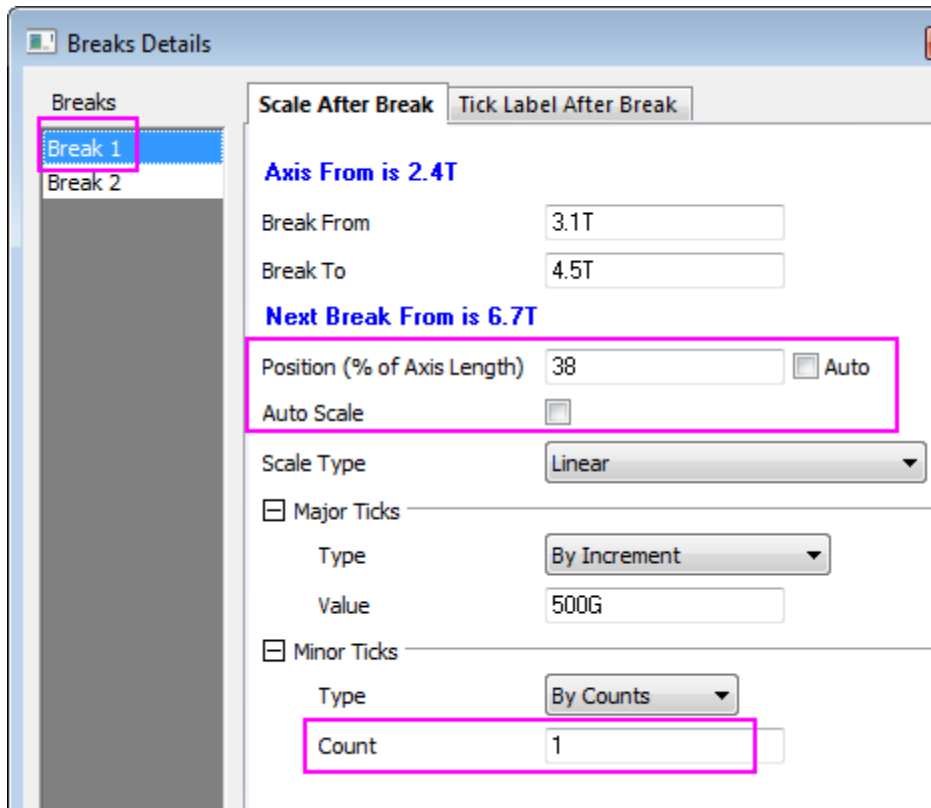 Breaks Details
Breaks
Break 1
Break 2
Scale After Break
Tick Label After Break
Axis From is 2.4T
Break From 3.1T
Break To 4.5T
Next Break From is 6.7T
Position (% of Axis Length) 38 Auto
Auto Scale
Scale Type Linear
Major Ticks
Type By Increment
Value 500G
Minor Ticks
Type By Counts
Count 1